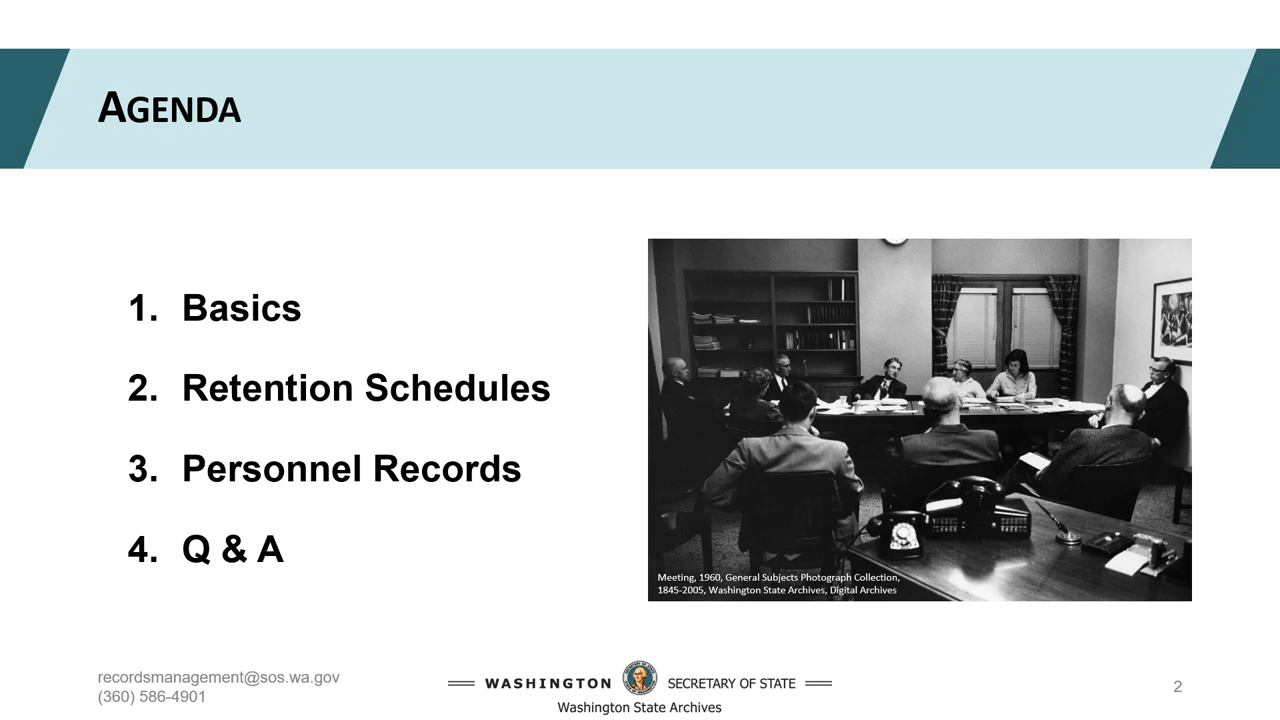 AGENDA
1. Basics
2. Retention Schedules
3. Personnel Records
4. Q & A
Meeting, 1960, General Subjects Photograph Collection,
1845-2005, Washington State Archives, Digital Archives
recordsmanagement@sos.wa.gov
(360) 586-4901
WASHINGTON SECRETARY OF STATE
Washington State Archives
2